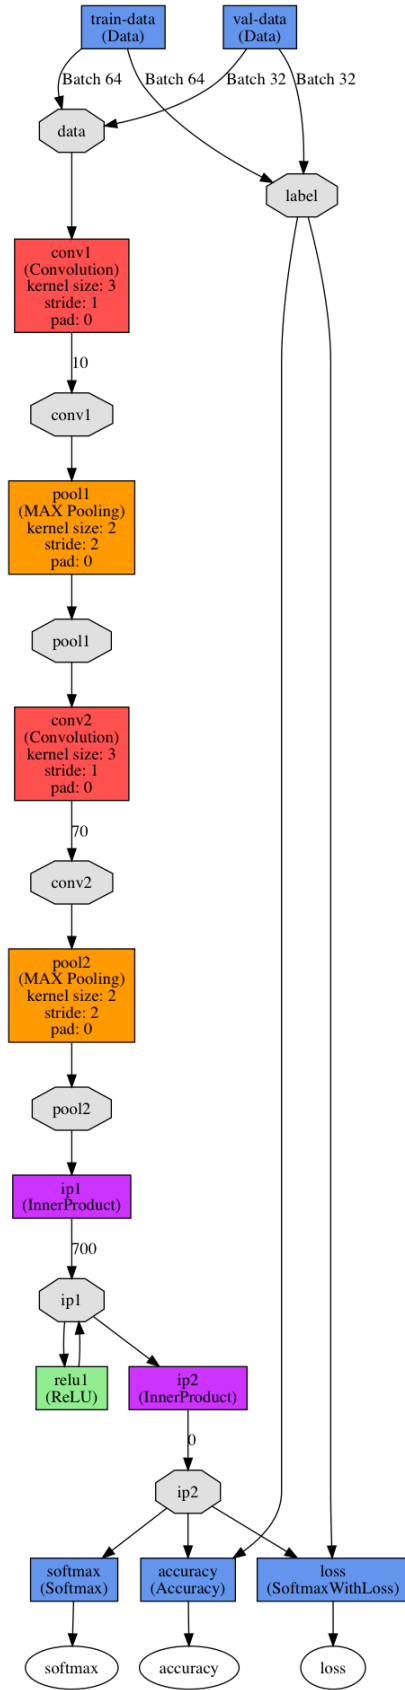 train-data
(Data)
val-data
(Data)
Batch 64
Batch 64
Batch 32
Batch 32
data
label
conv1
(Convolution)
kernel size: 3
stride: 1
pad: 0
10
conv1
pool1
(MAX Pooling)
kernel size: 2
stride: 2
pad: 0
pool1
conv2
(Convolution)
kernel size: 3
stride: 1
pad: 0
70
conv2
pool2
(MAX Pooling)
kernel size: 2
stride: 2
pad: 0
pool2
ip1
(InnerProduct)
700
ip1
relu1
(ReLU)
ip2
(InnerProduct)
0
ip2
softmax
(Softmax)
accuracy
(Accuracy)
loss
(SoftmaxWithLoss)
softmax
accuracy
loss